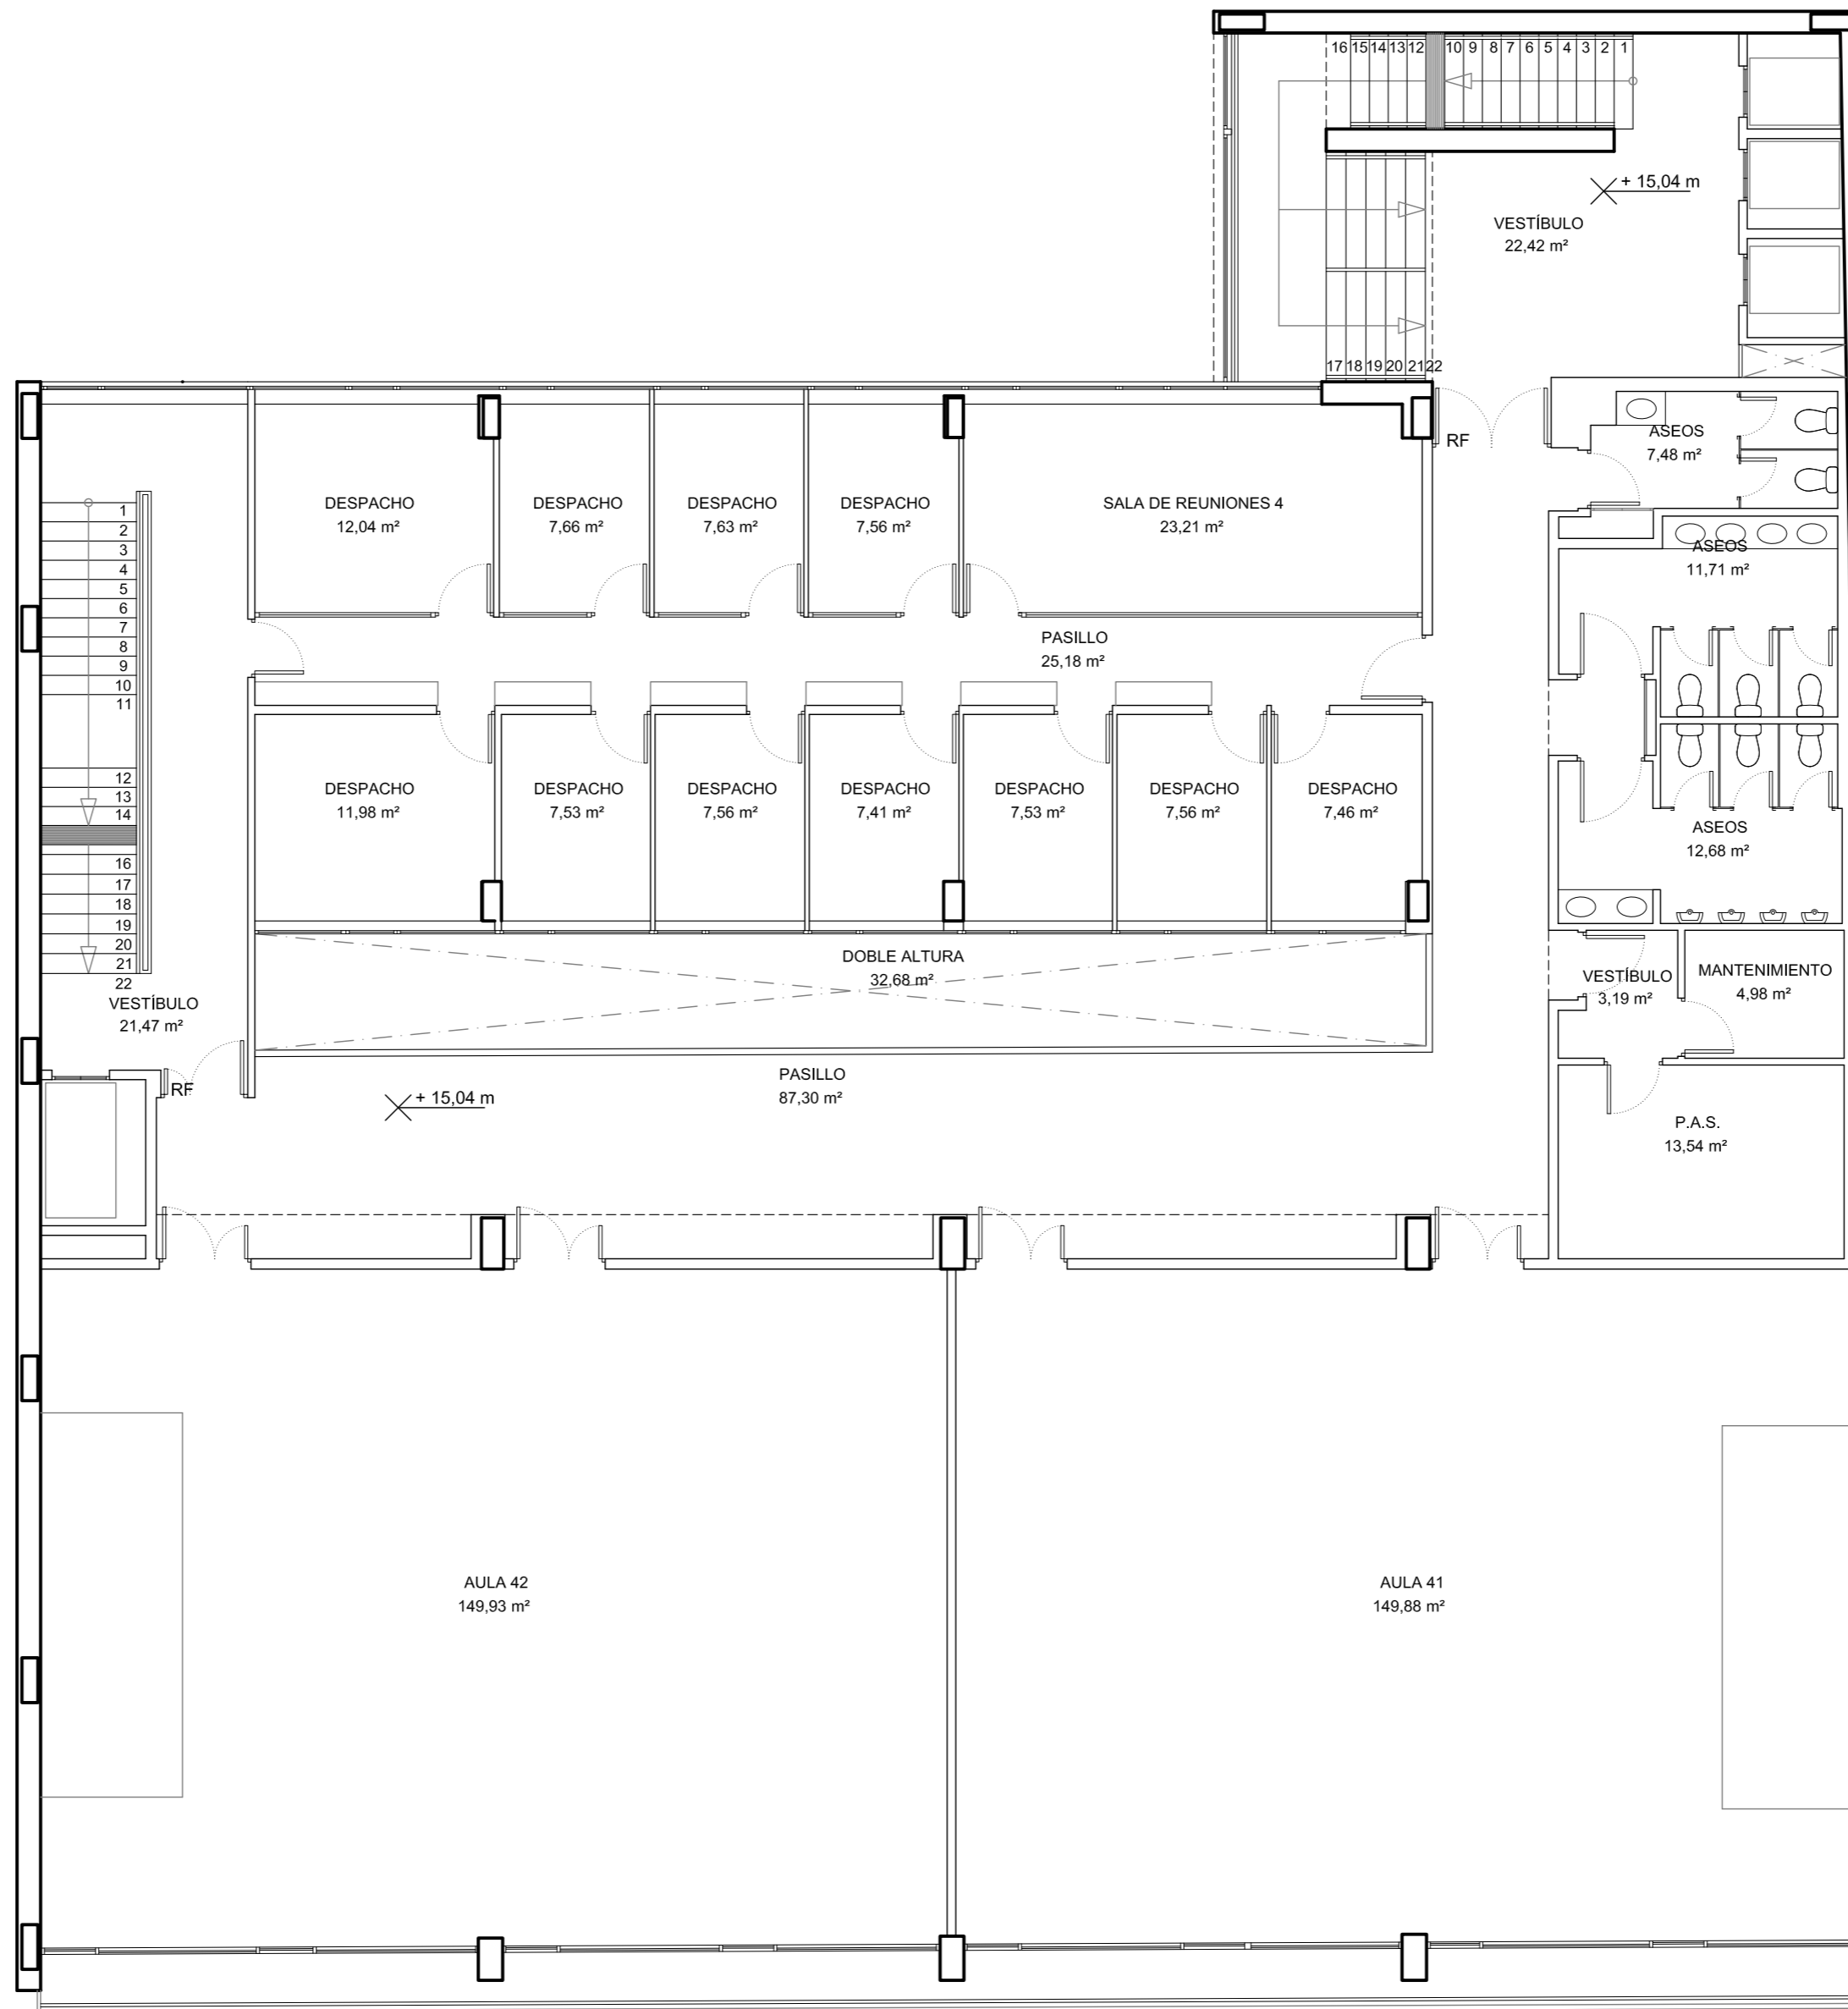 16 15 14 13 12 10 9 8 7 6 5 4 3 2 1
+ 15,04 m
VESTÍBULO
22,42 m²
17 18 19 20 21 22
RF
ASEOS
7,48 m²
DESPACHO
12,04 m²
DESPACHO
7,66 m²
DESPACHO
7,63 m²
DESPACHO
7,56 m²
SALA DE REUNIONES 4
23,21 m²
1
2
3
4
5
6
7
8
9
10
11
12
13
14
16
17
18
19
20
21
22
VESTÍBULO
21,47 m²
ASEOS
11,71 m²
PASILLO
25,18 m²
DESPACHO
11,98 m²
DESPACHO
7,53 m²
DESPACHO
7,56 m²
DESPACHO
7,41 m²
DESPACHO
7,53 m²
DESPACHO
7,56 m²
DESPACHO
7,46 m²
ASEOS
12,68 m²
DOBLE ALTURA
32,68 m²
VESTÍBULO
3,19 m²
MANTENIMIENTO
4,98 m²
PASILLO
87,30 m²
RF
+ 15,04 m
P.A.S.
13,54 m²
AULA 42
149,93 m²
AULA 41
149,88 m²